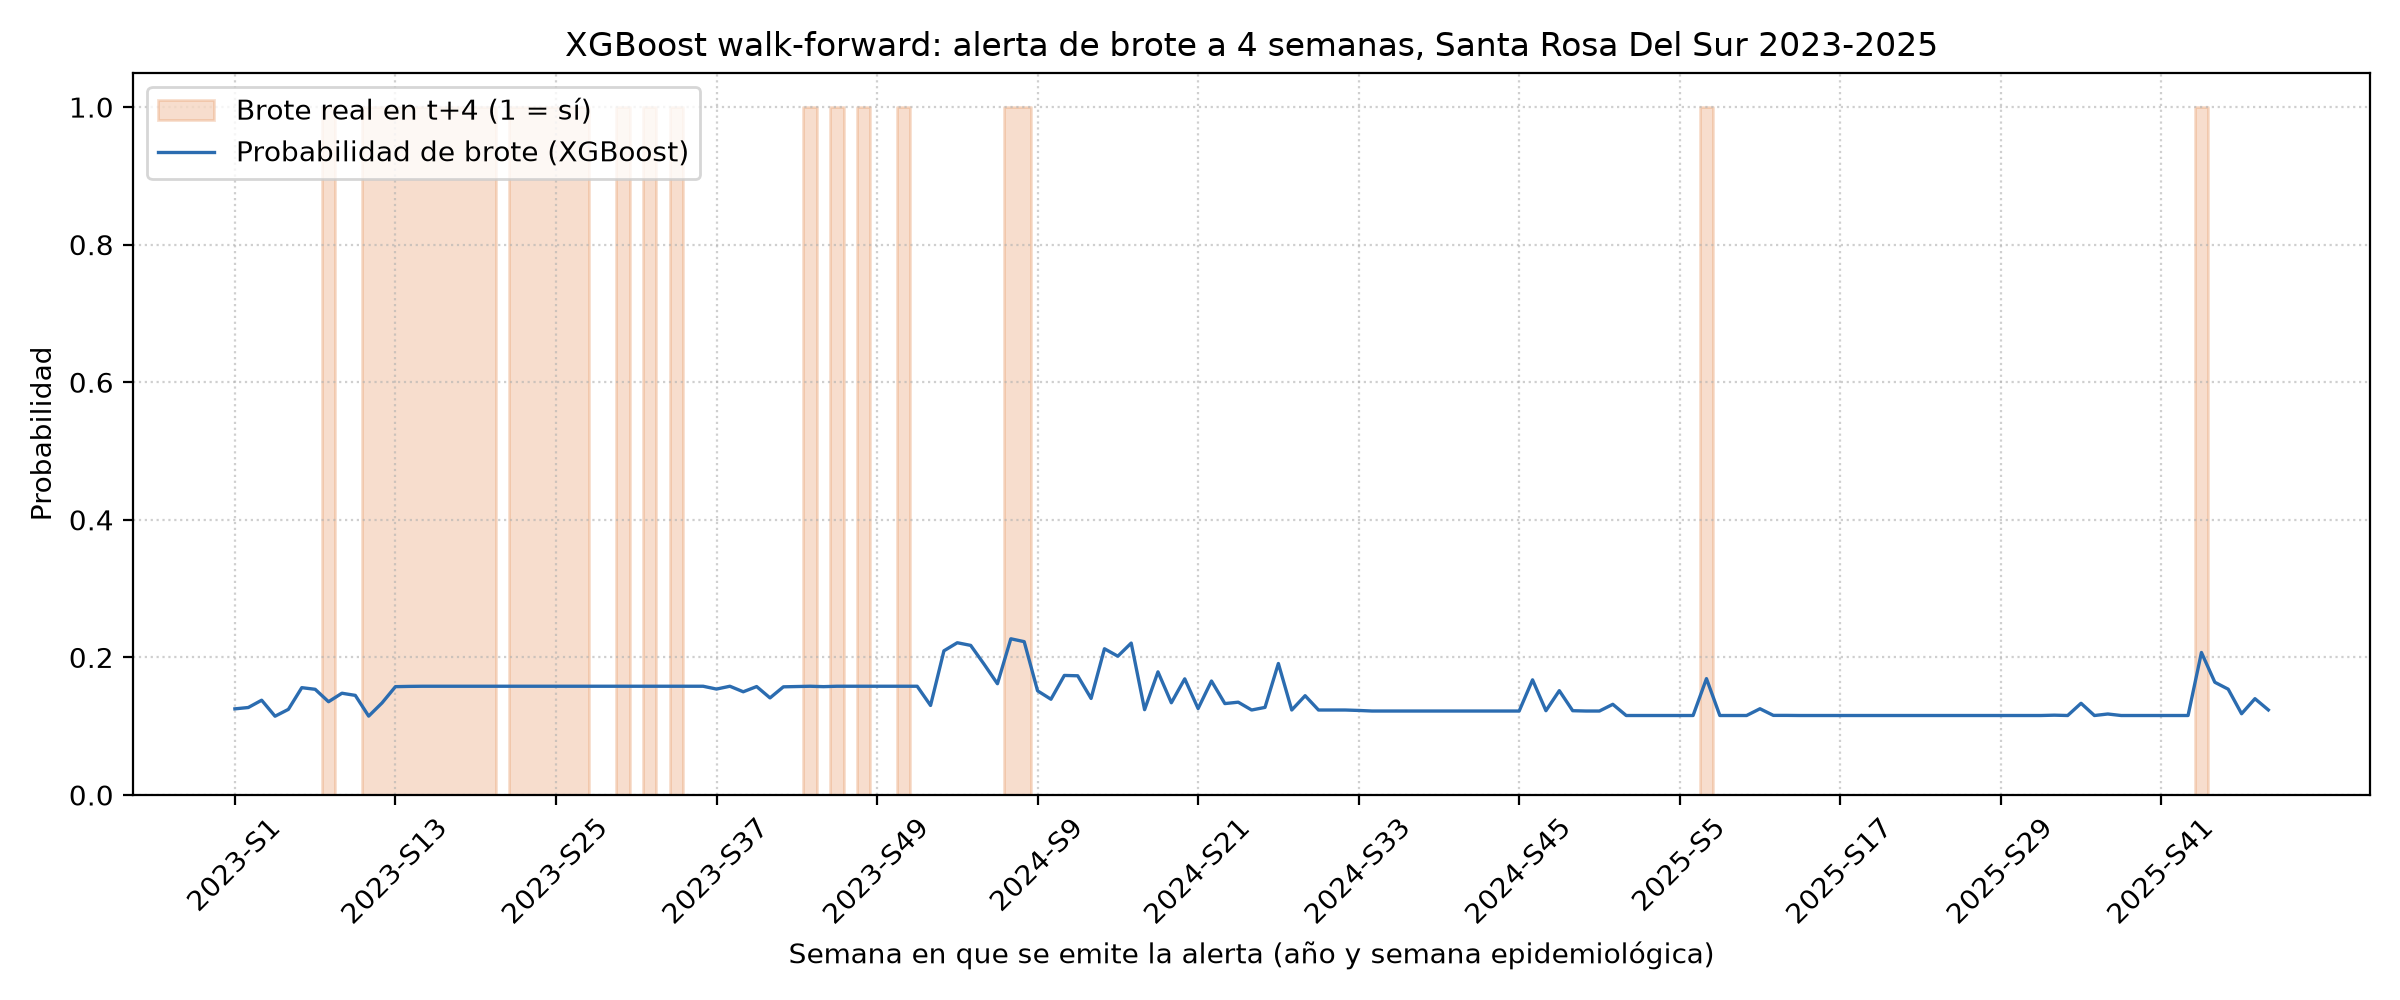 XGBoost walk-forward: alerta de brote a 4 semanas, Santa Rosa Del Sur 2023-2025
Brote real en t+4 (1 = sí)
Probabilidad de brote (XGBoost)
Probabilidad
1.0
0.8
0.6
0.4
0.2
0.0
2023-S1
2023-S13
2023-S25
2023-S37
2023-S49
2024-S9
2024-S21
2024-S33
2024-S45
2025-S5
2025-S17
2025-S29
2025-S41
Semana en que se emite la alerta (año y semana epidemiológica)